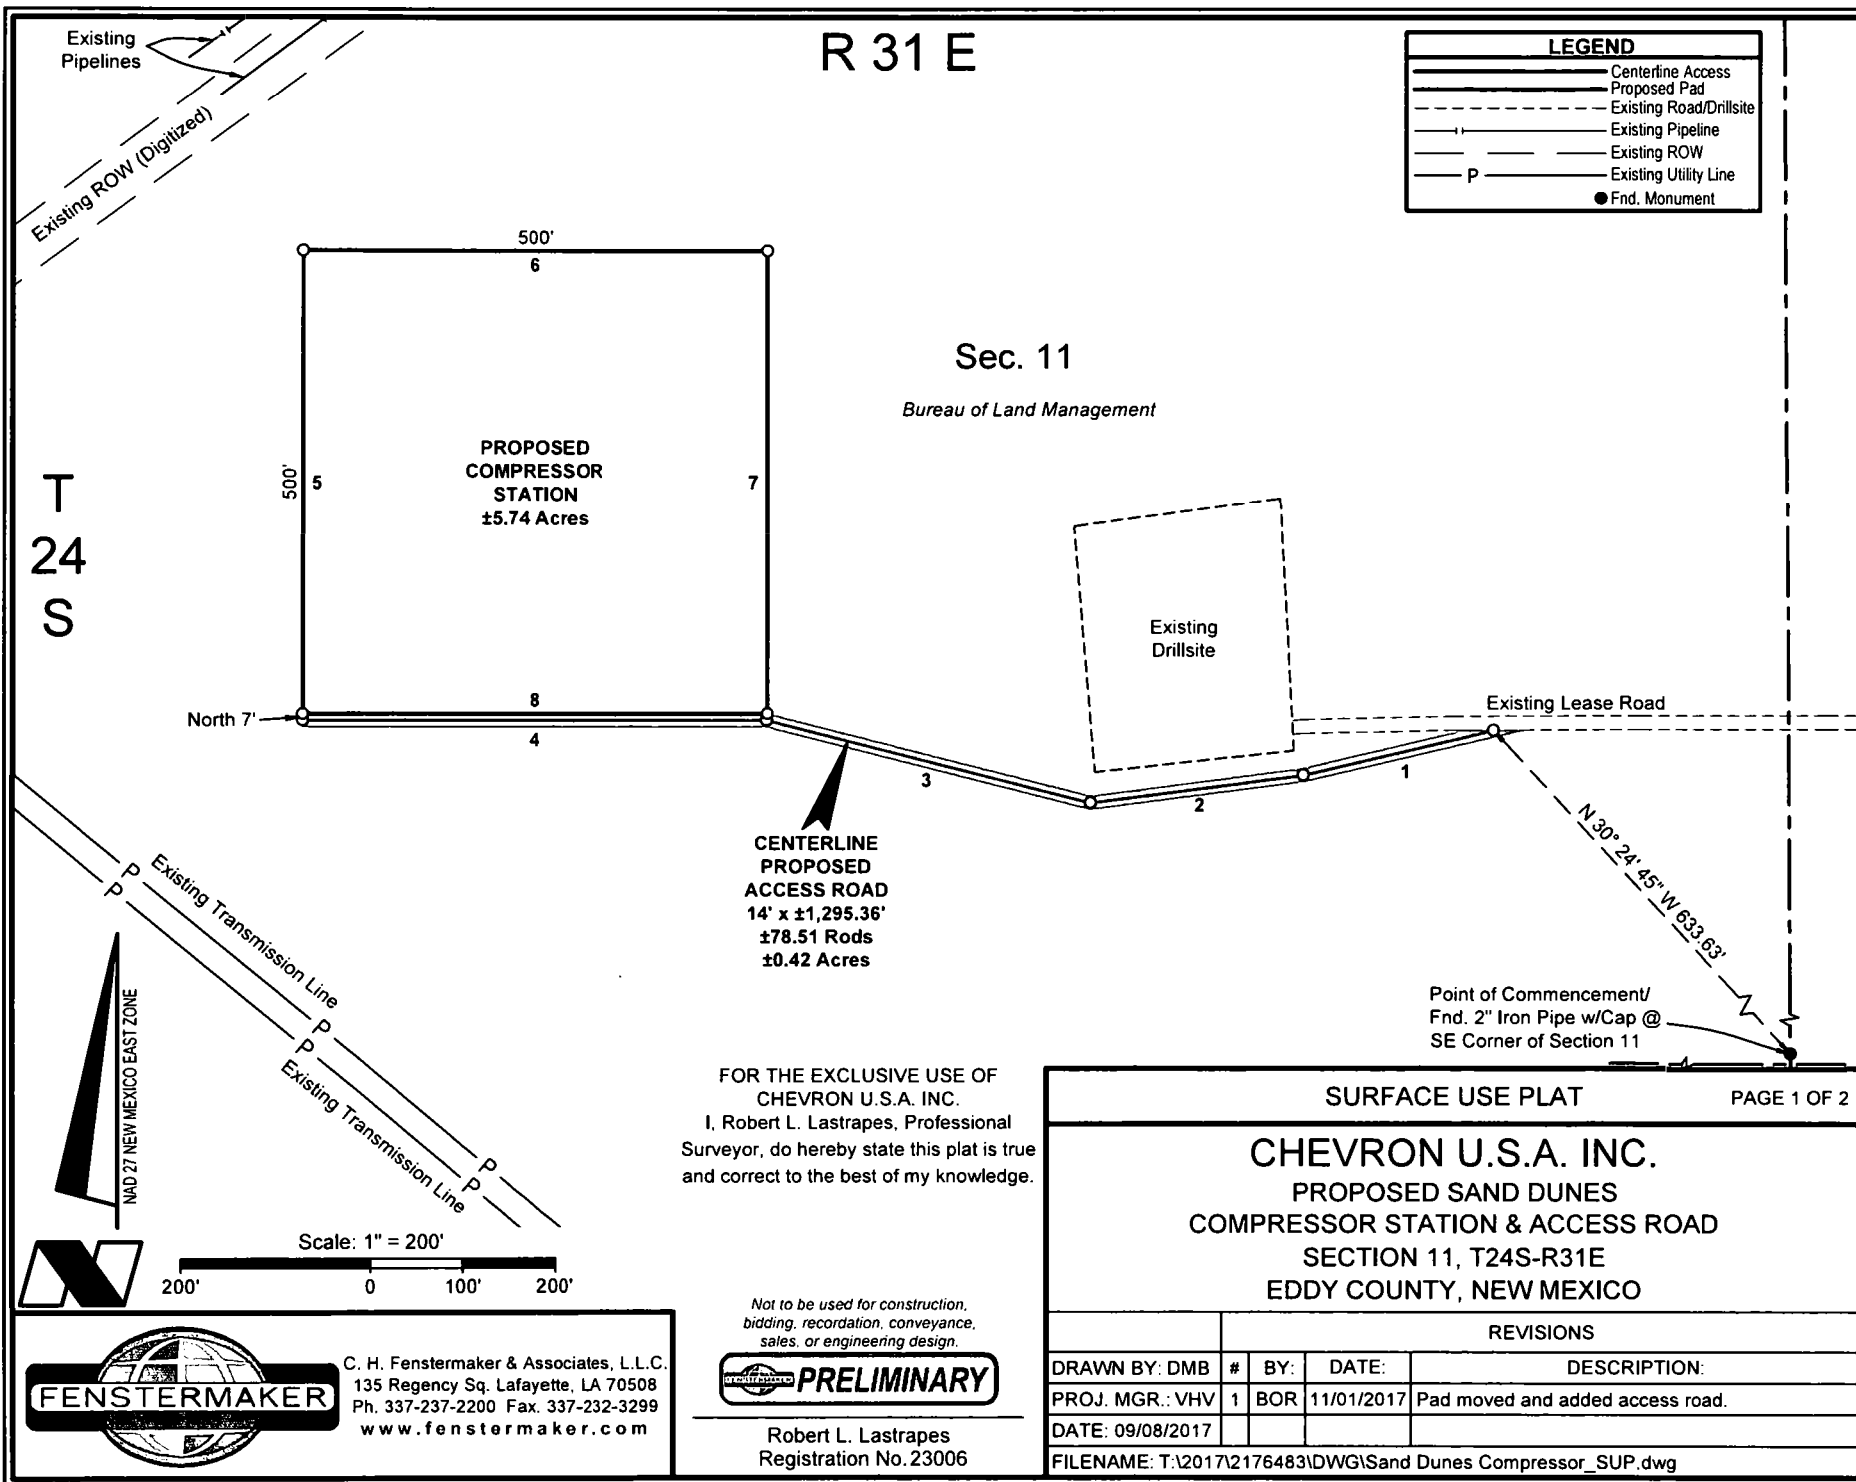 Existing
Pipelines
R 31 E
LEGEND
Centerline Access
Proposed Pad
Existing Road/Drillsite
Existing Pipeline
Existing ROW
P Existing Utility Line
Fnd. Monument
Existing ROW (Digitized)
500'
6
Sec. 11
Bureau of Land Management
PROPOSED
COMPRESSOR
STATION
±5.74 Acres
500'
5
7
T
24
S
Existing
Drillsite
Existing Lease Road
North 7'
8
4
3
2
1
CENTERLINE
PROPOSED
ACCESS ROAD
14' x ±1,295.36'
±78.51 Rods
±0.42 Acres
N 30° 24' 45" W 633.63'
P
P
Existing Transmission Line
P
P
Existing Transmission Line
P
P
NAD 27 NEW MEXICO EAST ZONE
N
Point of Commencement/
Fnd. 2" Iron Pipe w/Cap @
SE Corner of Section 11
FOR THE EXCLUSIVE USE OF
CHEVRON U.S.A. INC.
I, Robert L. Lastrapes, Professional
Surveyor, do hereby state this plat is true
and correct to the best of my knowledge.
Scale: 1" = 200'
200' 0 100' 200'
SURFACE USE PLAT PAGE 1 OF 2
CHEVRON U.S.A. INC.
PROPOSED SAND DUNES
COMPRESSOR STATION & ACCESS ROAD
SECTION 11, T24S-R31E
EDDY COUNTY, NEW MEXICO
REVISIONS
DRAWN BY: DMB # BY: DATE: DESCRIPTION:
PROJ. MGR.: VHV 1 BOR 11/01/2017 Pad moved and added access road.
DATE: 09/08/2017
FILENAME: T:\2017\2176483\DWG\Sand Dunes Compressor_SUP.dwg
FENSTERMAKER
C. H. Fenstermaker & Associates, L.L.C.
135 Regency Sq. Lafayette, LA 70508
Ph. 337-237-2200 Fax. 337-232-3299
www.fenstermaker.com
Not to be used for construction,
bidding, recordation, conveyance,
sales, or engineering design.
FENSTERMAKER PRELIMINARY
Robert L. Lastrapes
Registration No. 23006